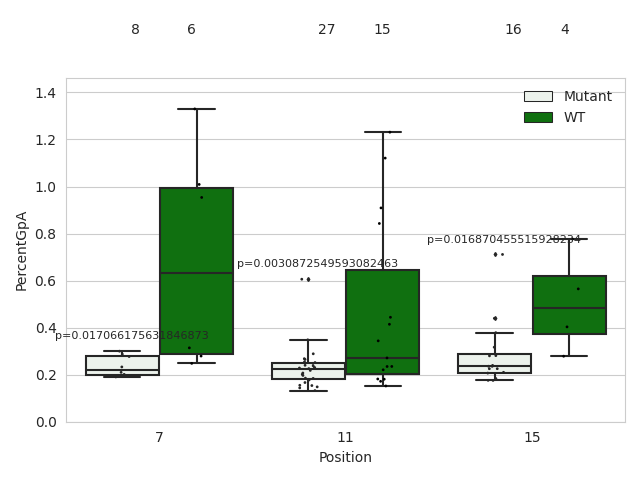 8 6 27 15 16 4
1.4
1.2
1.0
0.8
0.6
0.4
0.2
0.0
PercentGpA
Mutant
WT
p=0.017066175631846873
p=0.0030872549593082463
p=0.016870455515928234
7 11 15
Position